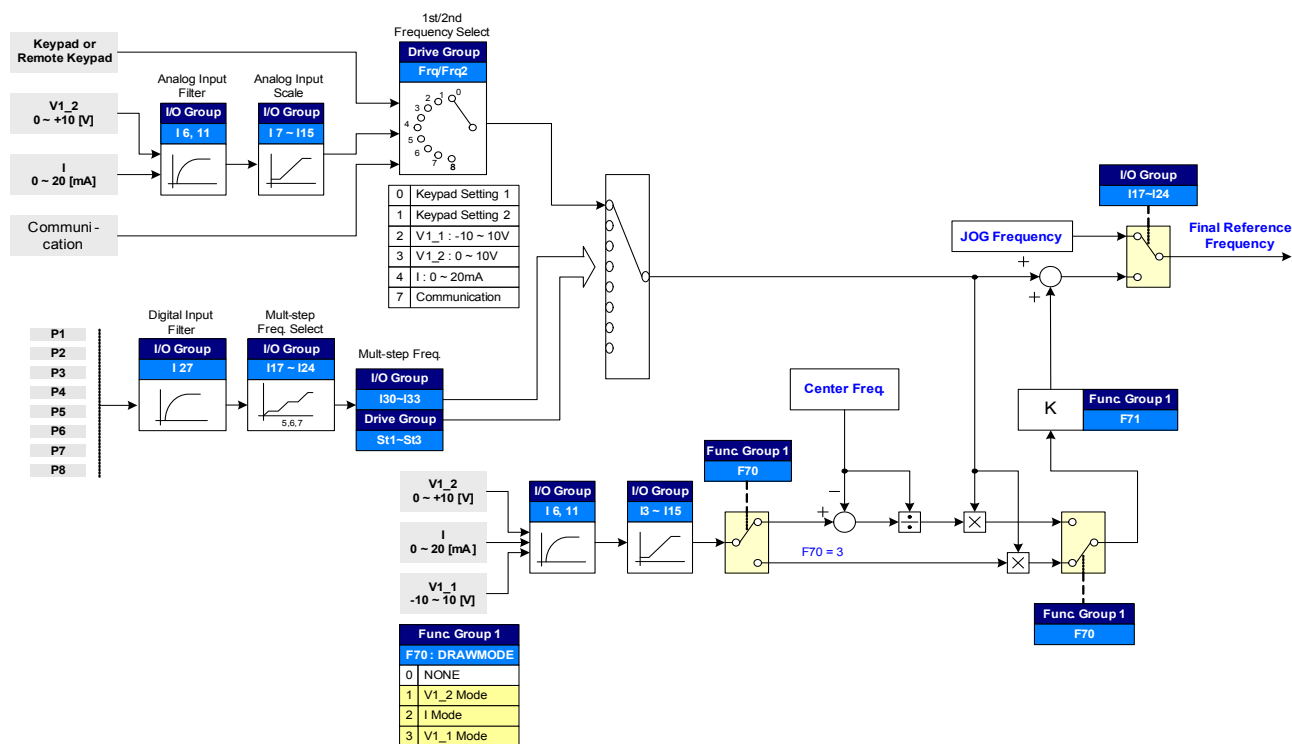 1st/2nd
Frequency Select
Keypad or
Remote Keypad
Drive Group
Frq/Frq2
0
1
2
3
4
5
6
7
8
Analog Input
Filter
Analog Input
Scale
V1_2
0 ~ +10 [V]
I/O Group
I 6, 11
I/O Group
I 7 ~ I15
I
0 ~ 20 [mA]
Communi -
cation
0 Keypad Setting 1
1 Keypad Setting 2
2 V1_1 : -10 ~ 10V
3 V1_2 : 0 ~ 10V
4 I : 0 ~ 20mA
7 Communication
I/O Group
I17~I24
JOG Frequency
Final Reference
Frequency
+
+
Digital Input
Filter
Mult-step
Freq. Select
P1
P2
P3
P4
P5
P6
P7
P8
I/O Group
I 27
I/O Group
I17 ~ I24
5,6,7
Mult-step Freq.
I/O Group
I30~I33
Drive Group
St1~St3
Center Freq.
K
Func. Group 1
F71
V1_2
0 ~ +10 [V]
I
0 ~ 20 [mA]
V1_1
-10 ~ 10 [V]
I/O Group
I 6, 11
I/O Group
I3 ~ I15
Func. Group 1
F70
−
+
÷
×
×
F70 = 3
Func. Group 1
F70
Func. Group 1
F70 : DRAWMODE
0 NONE
1 V1_2 Mode
2 I Mode
3 V1_1 Mode